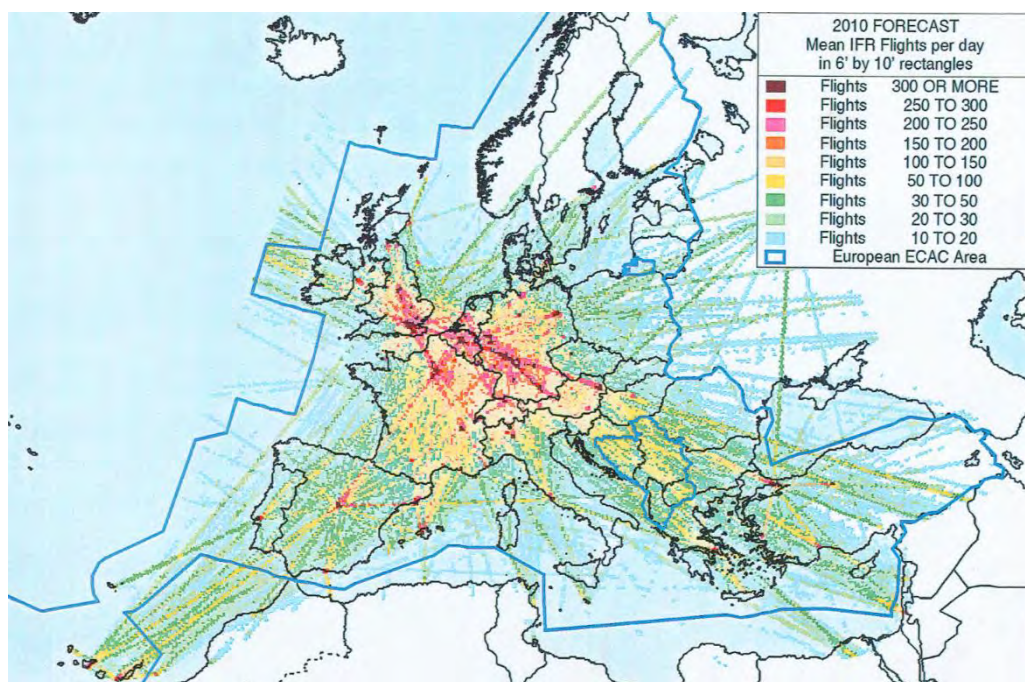 2010 FORECAST
Mean IFR Flights per day
in 6' by 10' rectangles
Flights 300 OR MORE
Flights 250 TO 300
Flights 200 TO 250
Flights 150 TO 200
Flights 100 TO 150
Flights 50 TO 100
Flights 30 TO 50
Flights 20 TO 30
Flights 10 TO 20
European ECAC Area